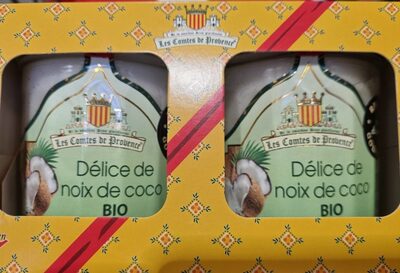 Les Comtes de Provence
Les Comtes de Provence
Délice de
noix de coco
BIO
Les Comtes de Provence
Délice de
noix de coco
BIO